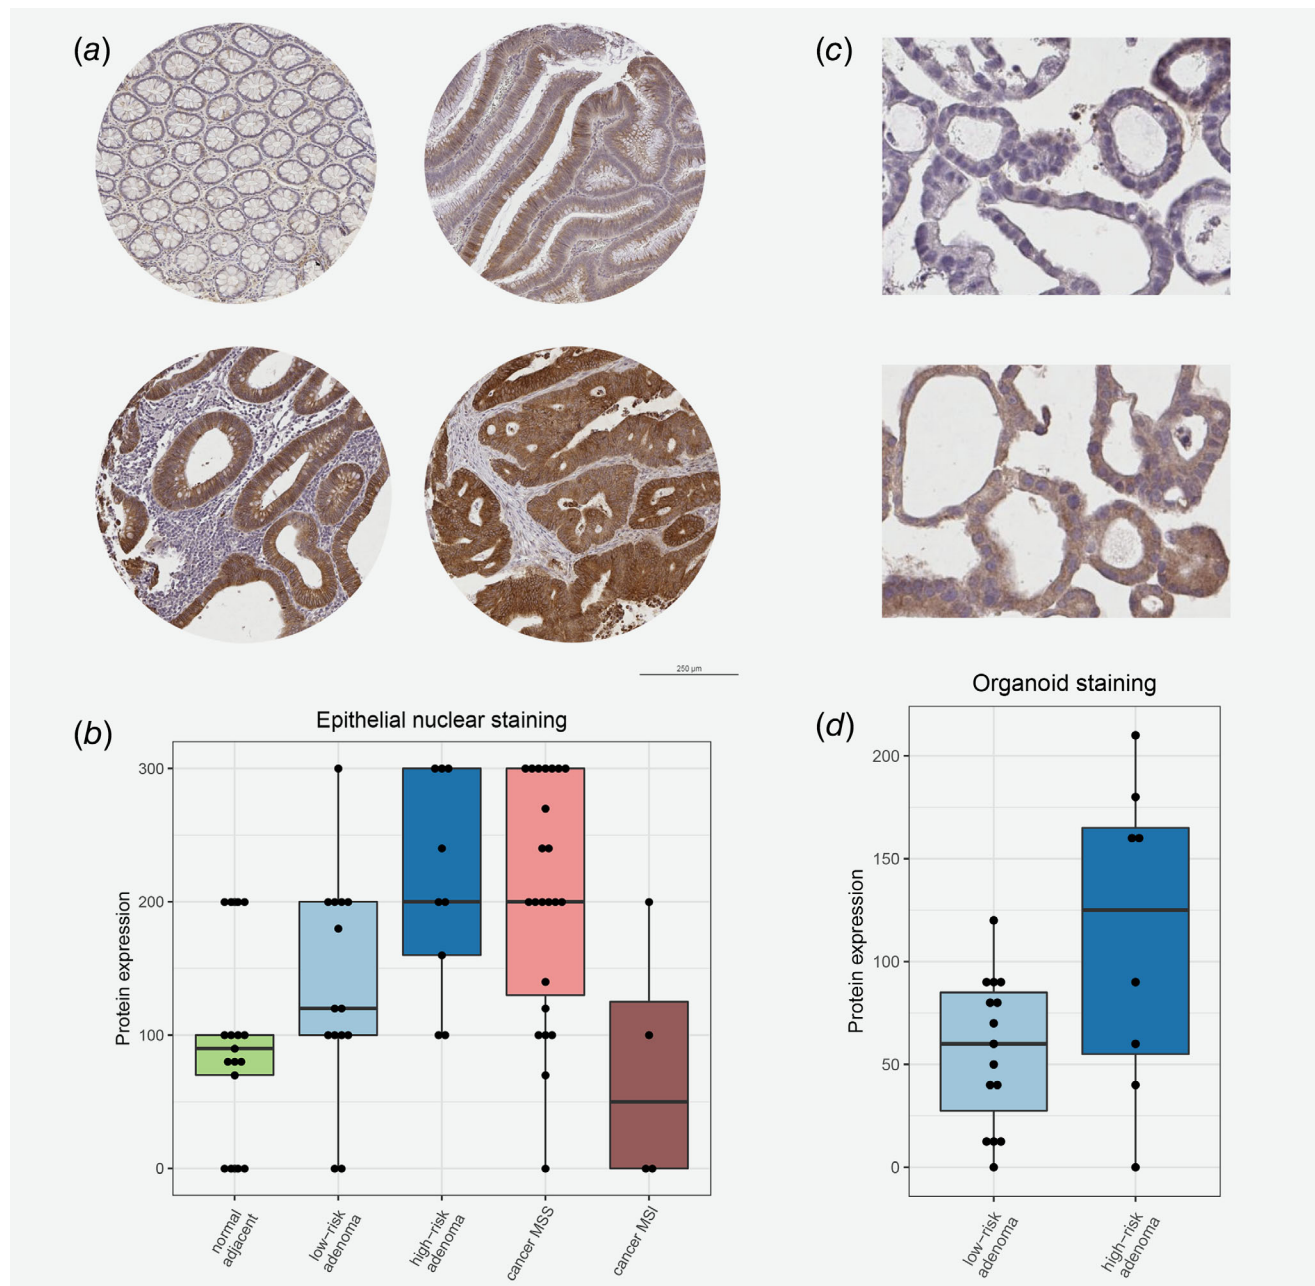 (a)
(c)
250 µm
(b)
Epithelial nuclear staining
Protein expression
300
200
100
0
normal
adjacent
low−risk
adenoma
high−risk
adenoma
cancer MSS
cancer MSI
(d)
Organoid staining
Protein expression
200
150
100
50
0
low−risk
adenoma
high−risk
adenoma